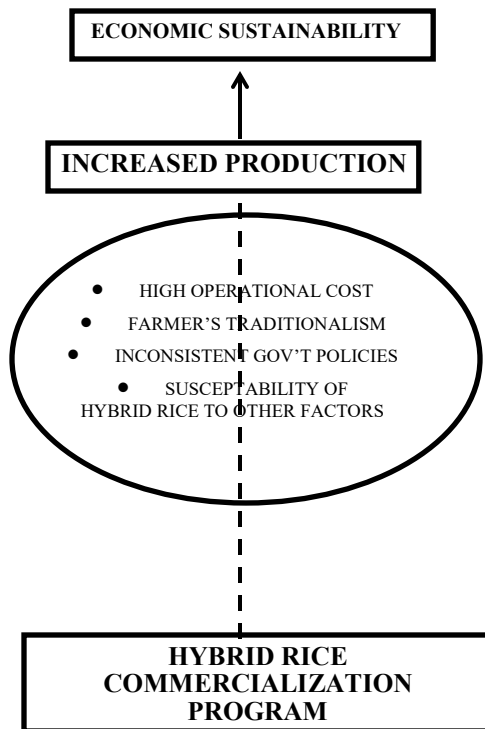 ECONOMIC SUSTAINABILITY
INCREASED PRODUCTION
• HIGH OPERATIONAL COST
• FARMER'S TRADITIONALISM
• INCONSISTENT GOV'T POLICIES
• SUSCEPTABILITY OF
HYBRID RICE TO OTHER FACTORS
HYBRID RICE
COMMERCIALIZATION
PROGRAM